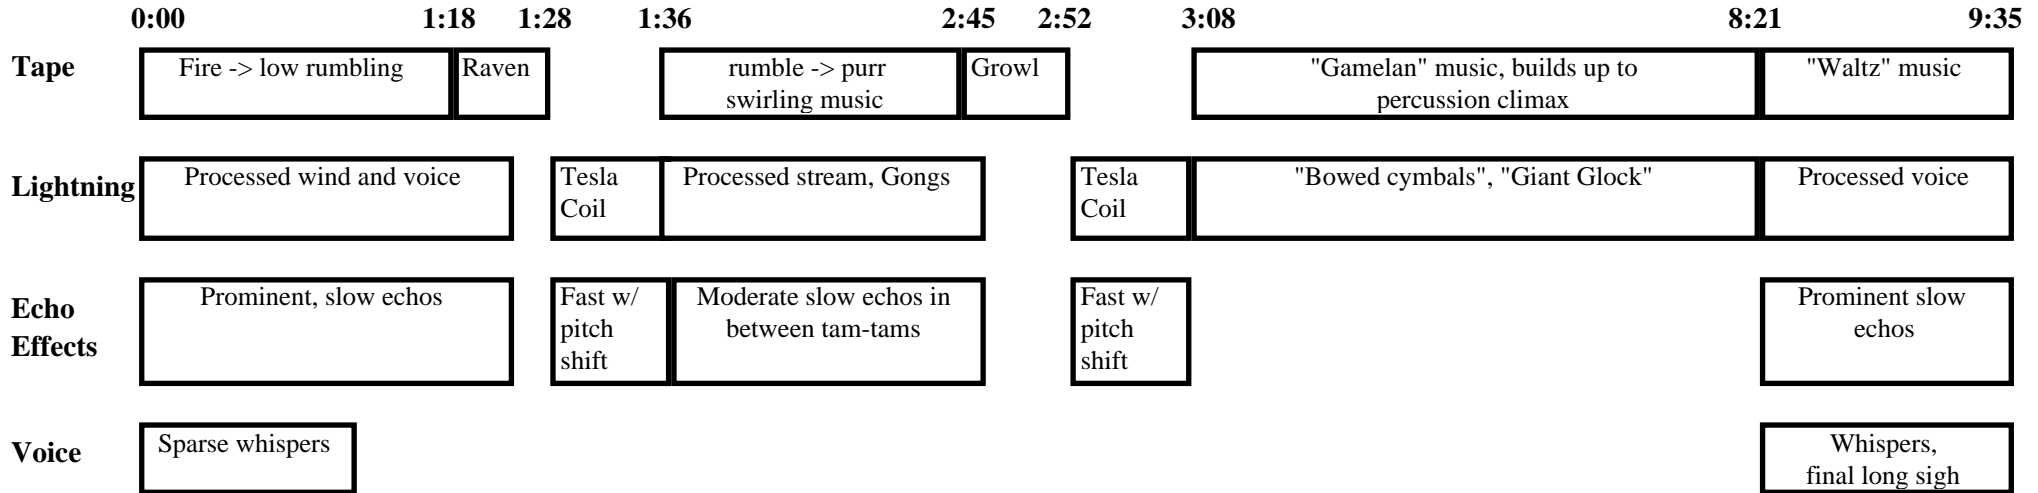 0:00 1:18 1:28 1:36 2:45 2:52 3:08 8:21 9:35
Tape
Fire -> low rumbling
Raven
rumble -> purr
swirling music
Growl
"Gamelan" music, builds up to
percussion climax
"Waltz" music
Lightning
Processed wind and voice
Tesla
Coil
Processed stream, Gongs
Tesla
Coil
"Bowed cymbals", "Giant Glock"
Processed voice
Echo
Effects
Prominent, slow echos
Fast w/
pitch
shift
Moderate slow echos in
between tam-tams
Fast w/
pitch
shift
Prominent slow
echos
Voice
Sparse whispers
Whispers,
final long sigh